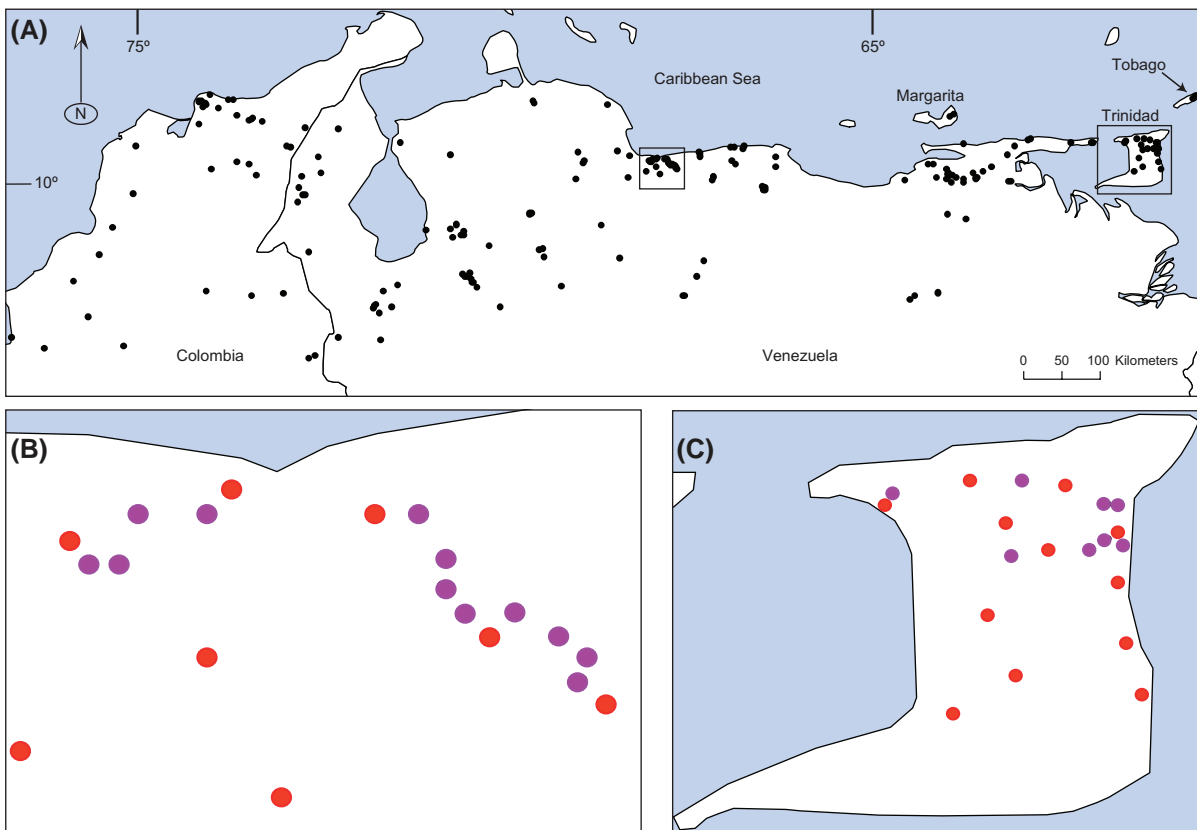 (A)
75º
65º
Caribbean Sea
Tobago
Margarita
Trinidad
N
10º
Colombia
Venezuela
0 50 100 Kilometers
(B)
(C)